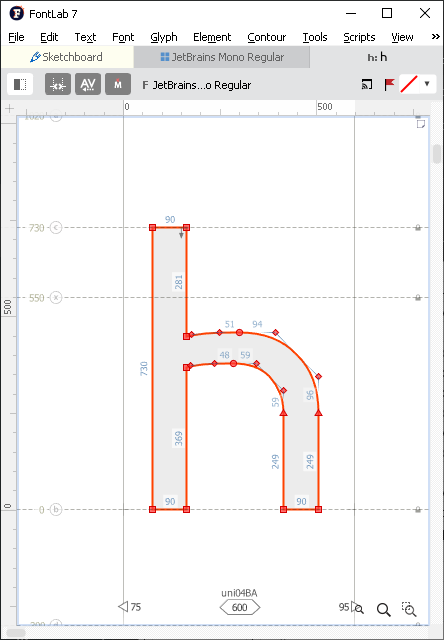 FontLab 7
File Edit Text Font Glyph Element Contour Tools Scripts View »
Sketchboard JetBrains Mono Regular h: h
F JetBrains...o Regular
0 500
1020 c
90
730 c
281
550 x
500
51 94
48 59
96
59
730
369
249
249
90 90
0 0 b
uni04BA
75 600 95